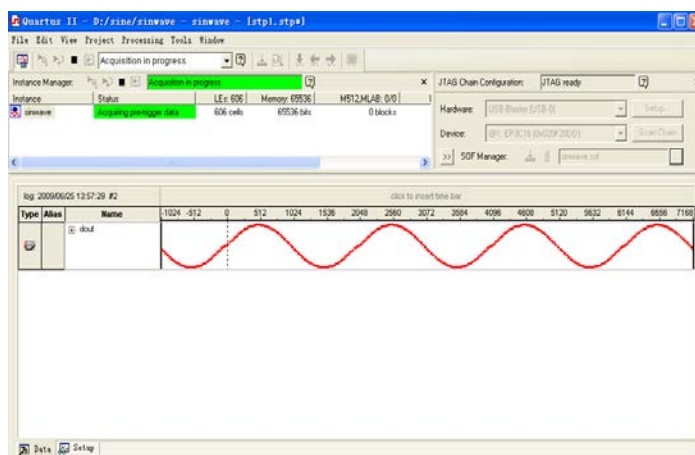 Quartus II - D:/sine/sinwave - sinwave - [stp1.stp*]
File Edit View Project Processing Tools Window
Acquisition in progress
Instance Manager: Acquisition in progress
JTAG Chain Configuration: JTAG ready
Instance Status LEs: 606 Memory: 65536 M512,MLAB: 0/0
sinwave Acquiring pre-trigger data 606 cells 65536 bits 0 blocks
Hardware: USB-Blaster [USB-0] Setup...
Device: Scan Chain
>> SOF Manager: sinwave.sof
log: 2009/06/25 13:57:29 #2 click to insert time bar
Type Alias Name -1024 -512 0 512 1024 1536 2048 2560 3072 3584 4096 4608 5120 5632 6144 6656 7168
dout
Data Setup